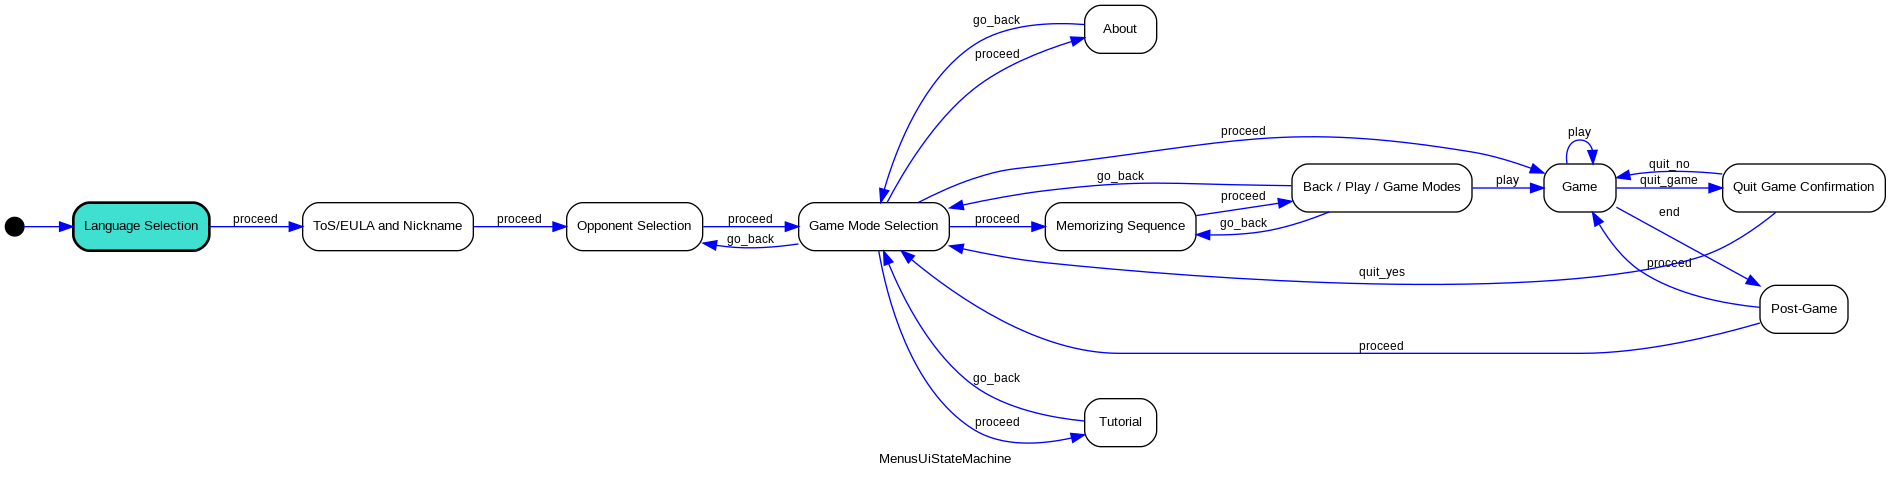 go_back
About
proceed
play
proceed
quit_no
go_back
Back / Play / Game Modes
play
Game
quit_game
Quit Game Confirmation
proceed
end
Language Selection
proceed
ToS/EULA and Nickname
proceed
Opponent Selection
proceed
go_back
Game Mode Selection
proceed
Memorizing Sequence
go_back
proceed
quit_yes
Post-Game
proceed
go_back
proceed
Tutorial
MenusUiStateMachine